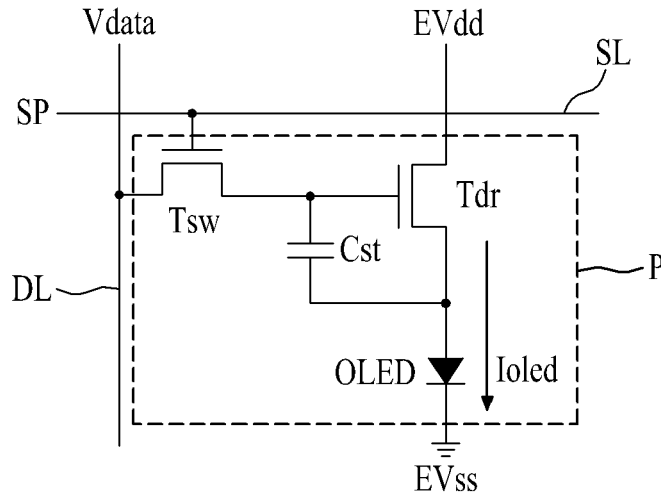 Vdata
EVdd
SL
SP
Tsw
Tdr
Cst
DL
P
OLED
Ioled
EVss